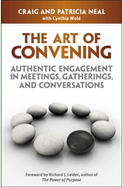 CRAIG AND PATRICIA NEAL
with Cynthia Wold
THE ART OF
CONVENING
AUTHENTIC ENGAGEMENT
IN MEETINGS, GATHERINGS,
AND CONVERSATIONS
Foreword by Richard J. Leider, author of
The Power of Purpose